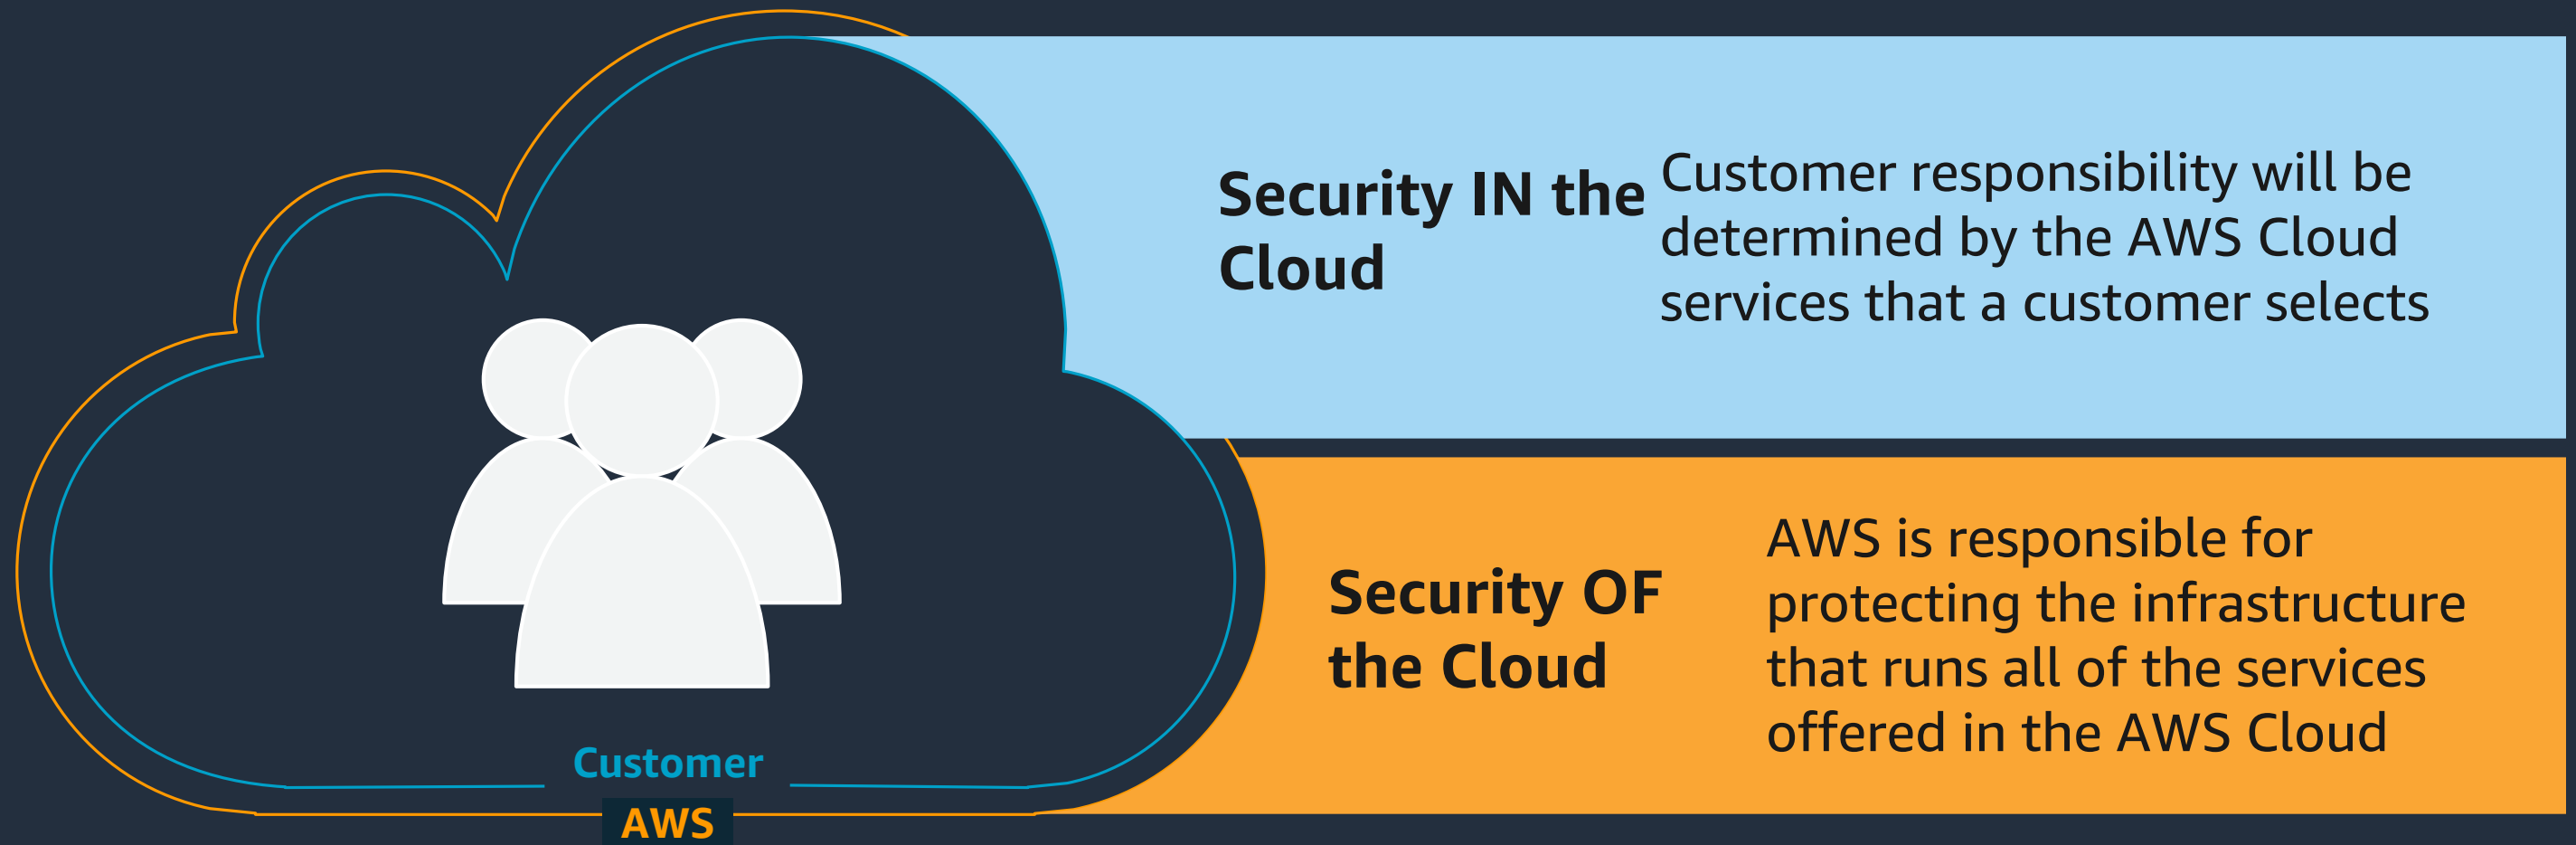 Security IN the
Cloud
Customer responsibility will be
determined by the AWS Cloud
services that a customer selects
Security OF
the Cloud
AWS is responsible for
protecting the infrastructure
that runs all of the services
offered in the AWS Cloud
Customer
AWS